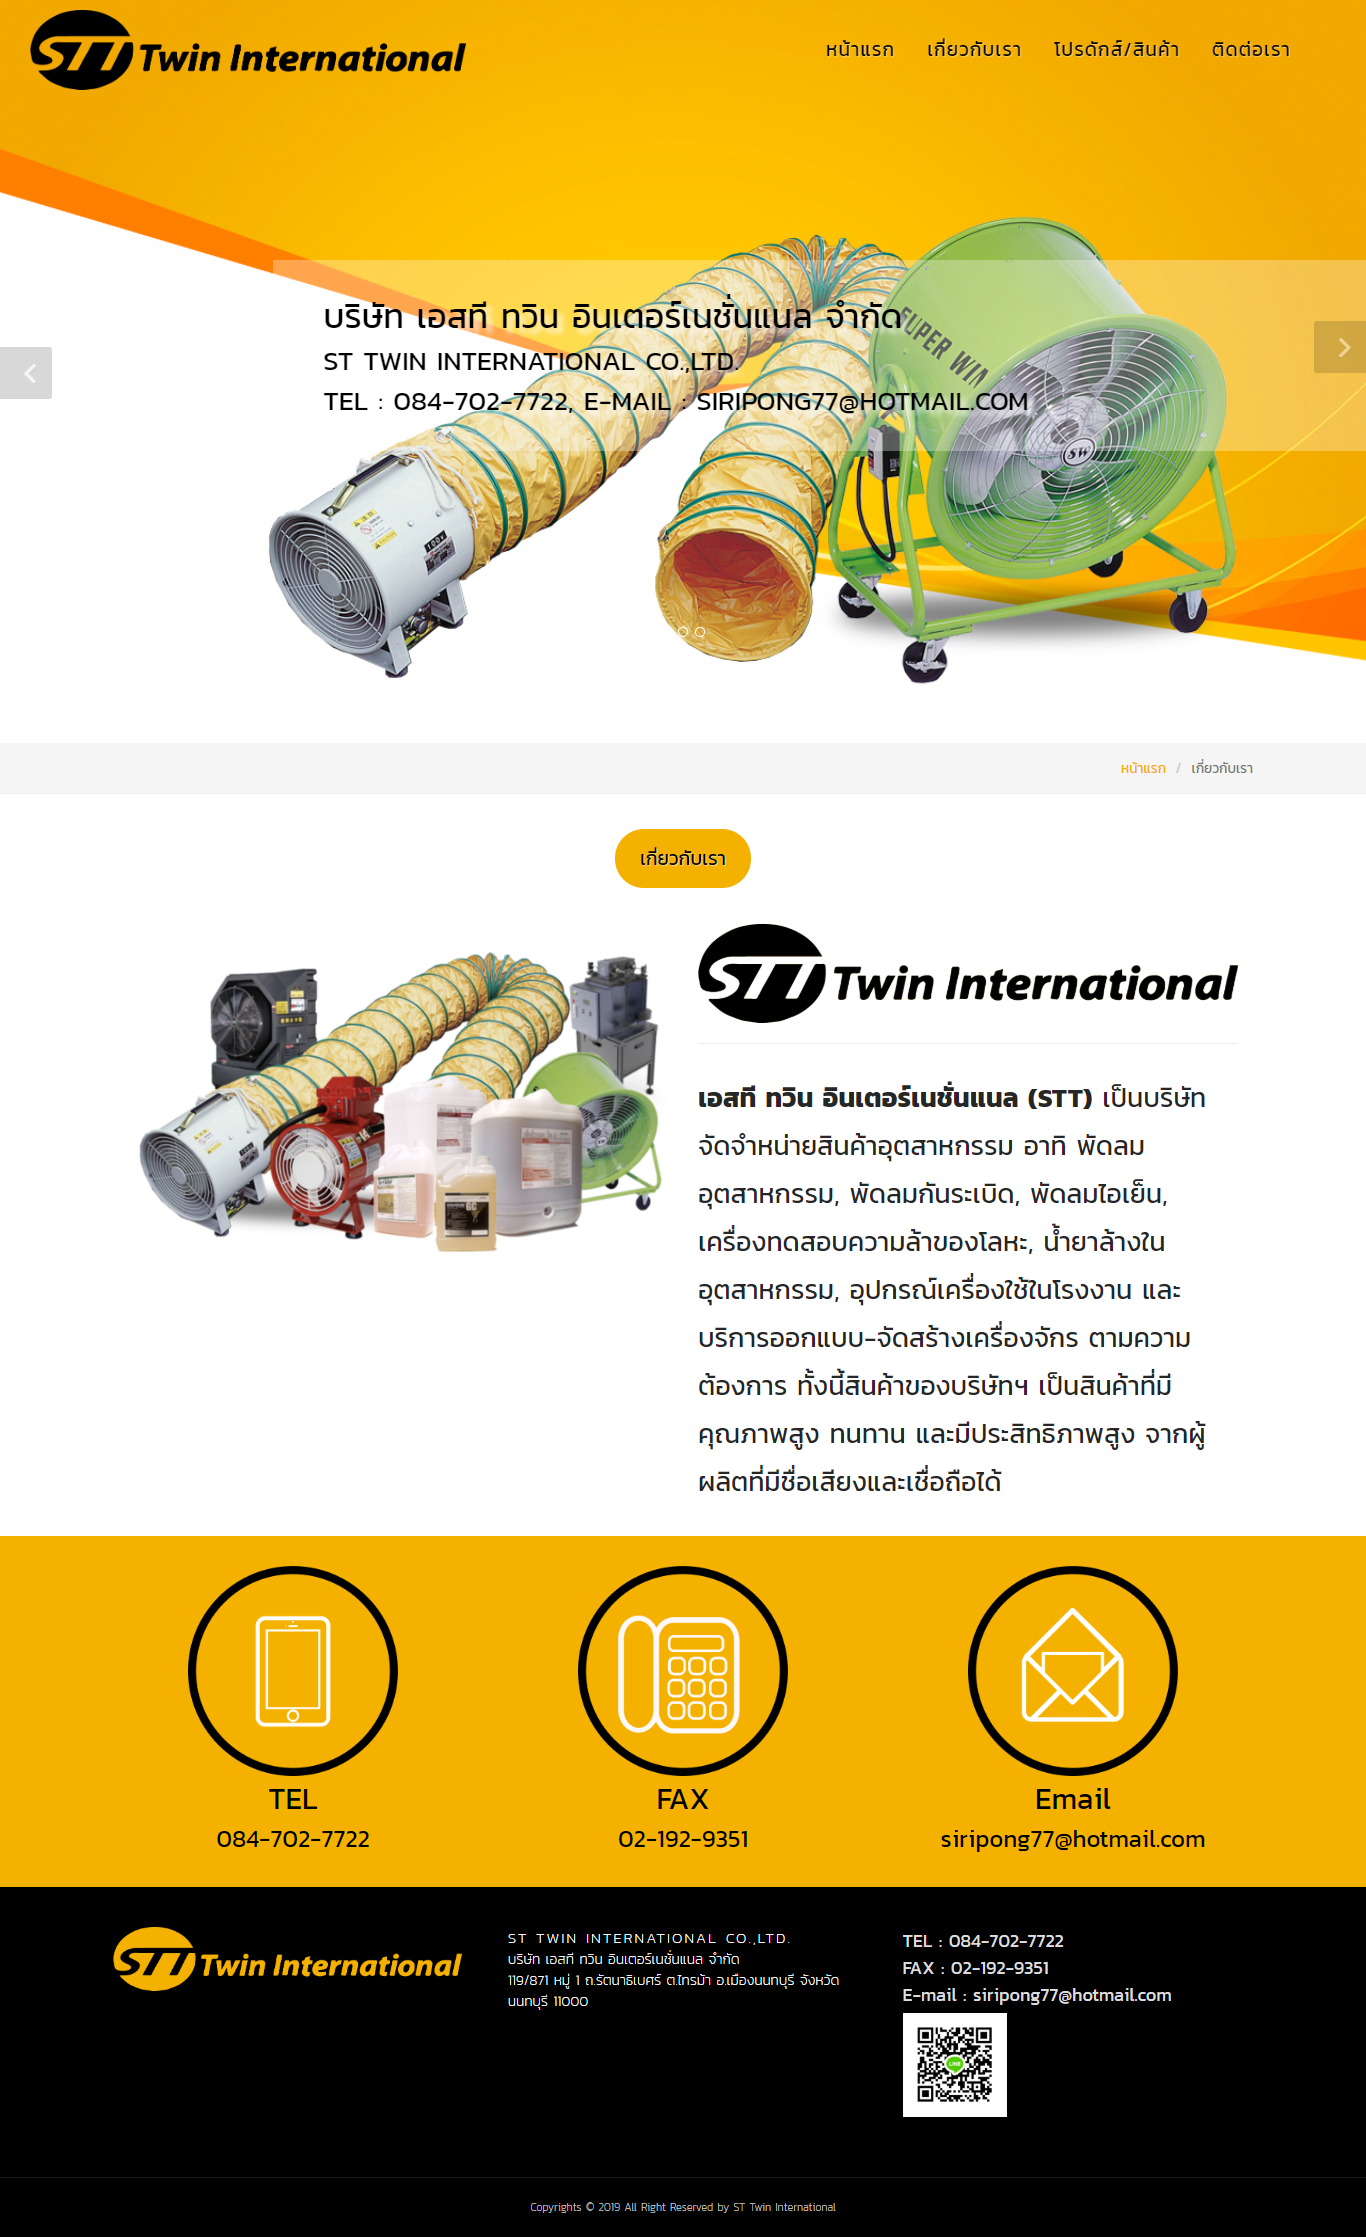 STT Twin International
หน้าแรก เกี่ยวกับเรา โปรดักส์/สินค้า ติดต่อเรา
บริษัท เอสที ทวิน อินเตอร์เนชั่นแนล จำกัด
ST TWIN INTERNATIONAL CO.,LTD.
TEL : 084-702-7722, E-MAIL : SIRIPONG77@HOTMAIL.COM
SUPER WIN
SW
100V
หน้าแรก / เกี่ยวกับเรา
เกี่ยวกับเรา
STT Twin International
เอสที ทวิน อินเตอร์เนชั่นแนล (STT) เป็นบริษัท
จัดจำหน่ายสินค้าอุตสาหกรรม อาทิ พัดลม
อุตสาหกรรม, พัดลมกันระเบิด, พัดลมไอเย็น,
เครื่องทดสอบความล้าของโลหะ, น้ำยาล้างใน
อุตสาหกรรม, อุปกรณ์เครื่องใช้ในโรงงาน และ
บริการออกแบบ-จัดสร้างเครื่องจักร ตามความ
ต้องการ ทั้งนี้สินค้าของบริษัทฯ เป็นสินค้าที่มี
คุณภาพสูง ทนทาน และมีประสิทธิภาพสูง จากผู้
ผลิตที่มีชื่อเสียงและเชื่อถือได้
GC
TEL
084-702-7722
FAX
02-192-9351
Email
siripong77@hotmail.com
STT Twin International
ST TWIN INTERNATIONAL CO.,LTD.
บริษัท เอสที ทวิน อินเตอร์เนชั่นแนล จำกัด
119/871 หมู่ 1 ถ.รัตนาธิเบศร์ ต.ไทรม้า อ.เมืองนนทบุรี จังหวัด
นนทบุรี 11000
TEL : 084-702-7722
FAX : 02-192-9351
E-mail : siripong77@hotmail.com
LINE
Copyrights © 2019 All Right Reserved by ST Twin International